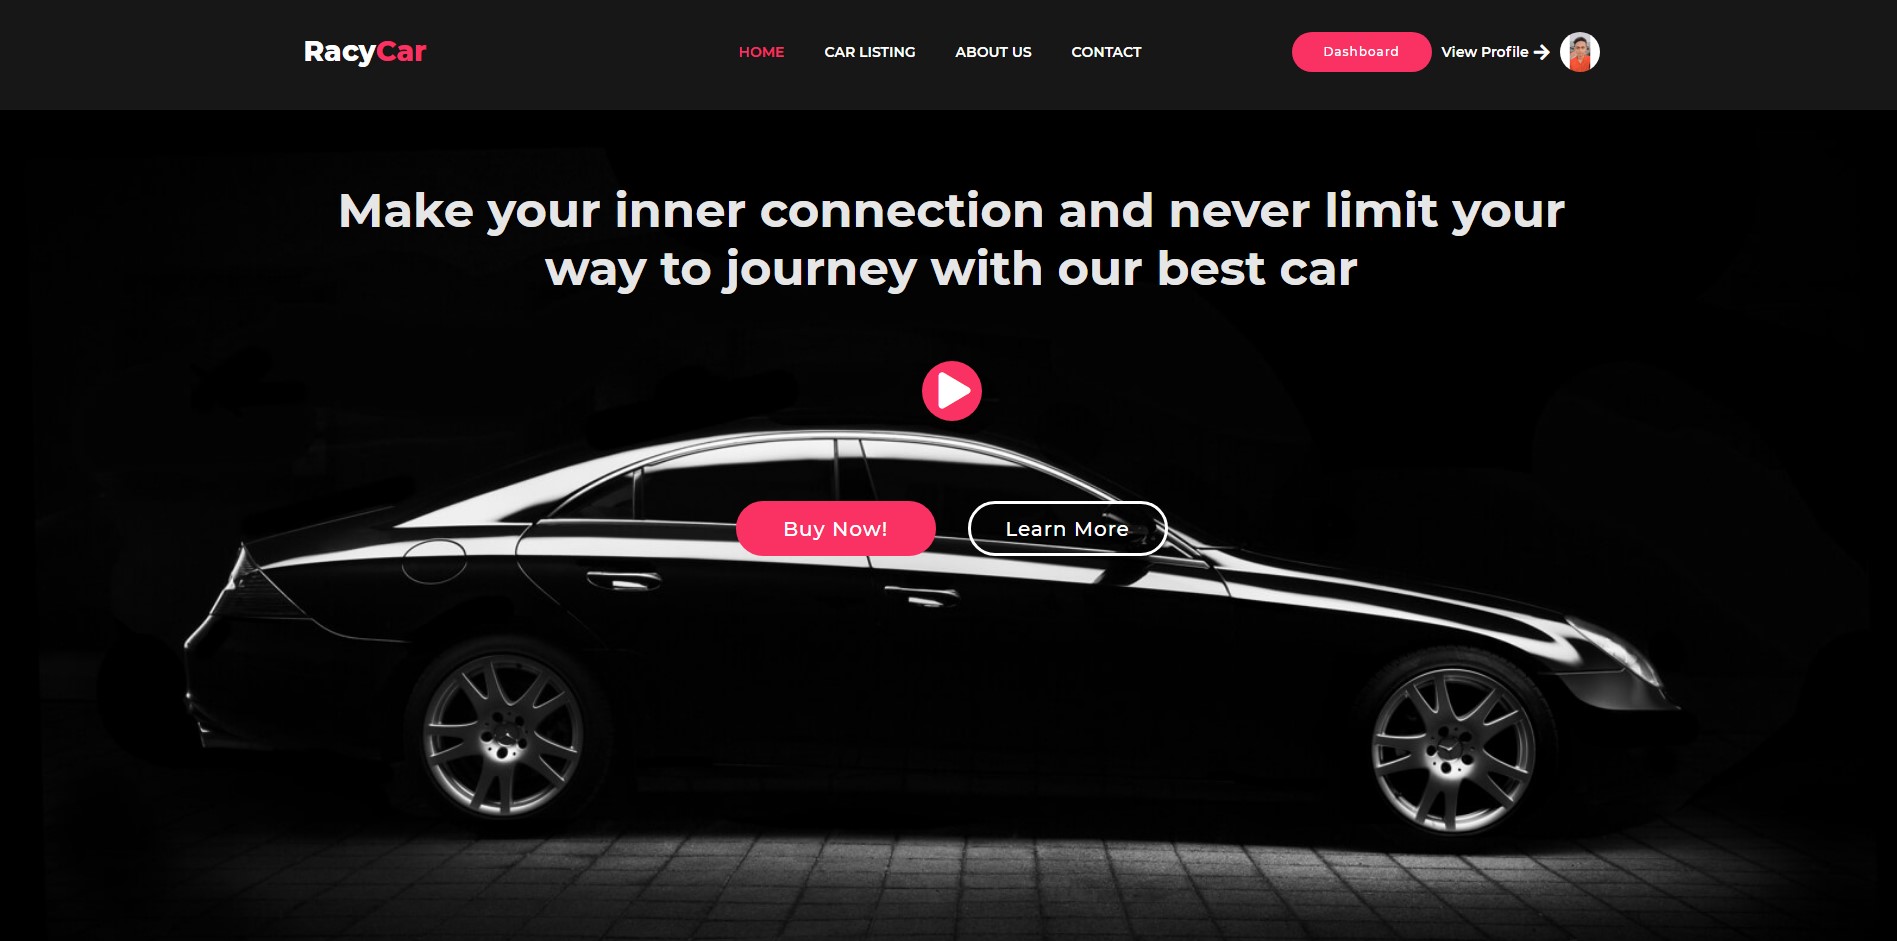 RacyCar
HOME CAR LISTING ABOUT US CONTACT
Dashboard View Profile
Make your inner connection and never limit your
way to journey with our best car
Buy Now! Learn More